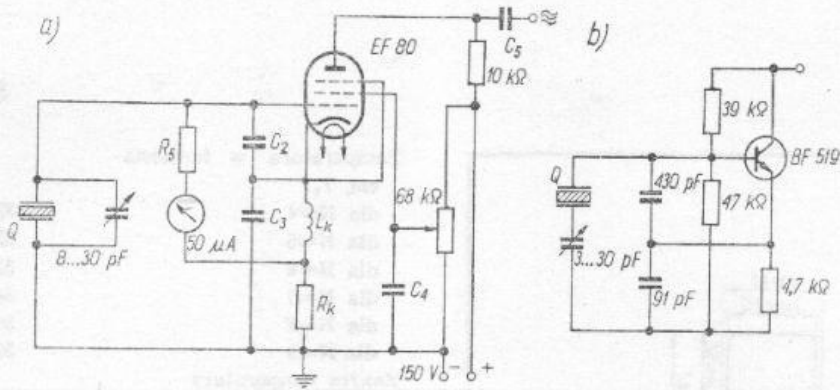 a)
EF 80
C5
10 kΩ
R5
C2
C3
Lk
Rk
68 kΩ
C4
Q
8...30 pF
50 µA
150 V - +
b)
39 kΩ
BF 519
Q
430 pF
47 kΩ
3...30 pF
91 pF
4,7 kΩ